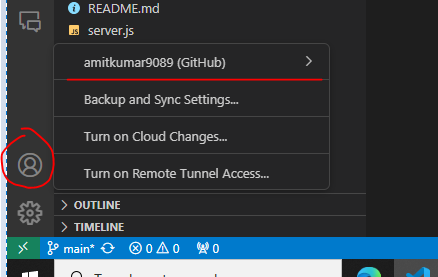 README.md
JS server.js
amitkumar9089 (GitHub)
Backup and Sync Settings...
Turn on Cloud Changes...
Turn on Remote Tunnel Access...
OUTLINE
TIMELINE
main* 0 0 0